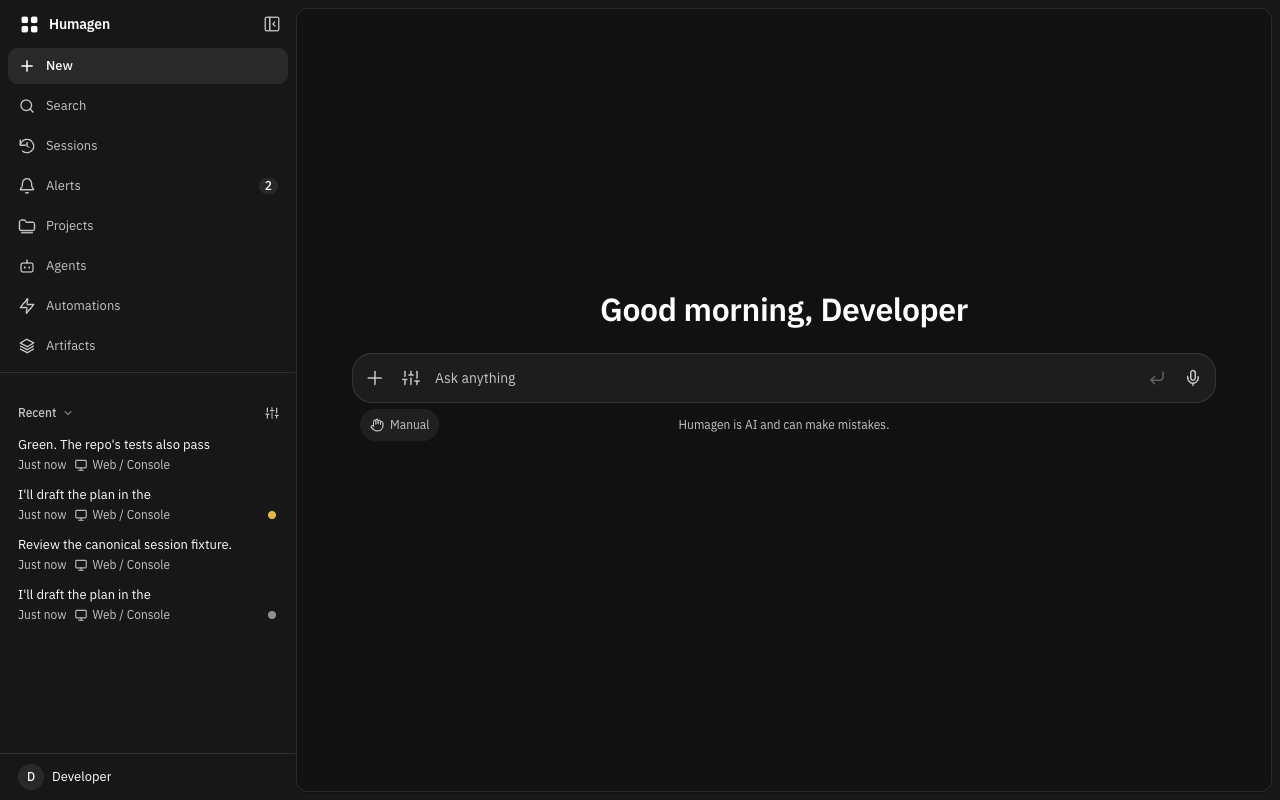 Humagen
New
Search
Sessions
Alerts
2
Projects
Agents
Automations
Artifacts
Recent
Green. The repo's tests also pass
Just now Web / Console
I'll draft the plan in the
Just now Web / Console
Review the canonical session fixture.
Just now Web / Console
I'll draft the plan in the
Just now Web / Console
D Developer
Good morning, Developer
Ask anything
Manual
Humagen is AI and can make mistakes.